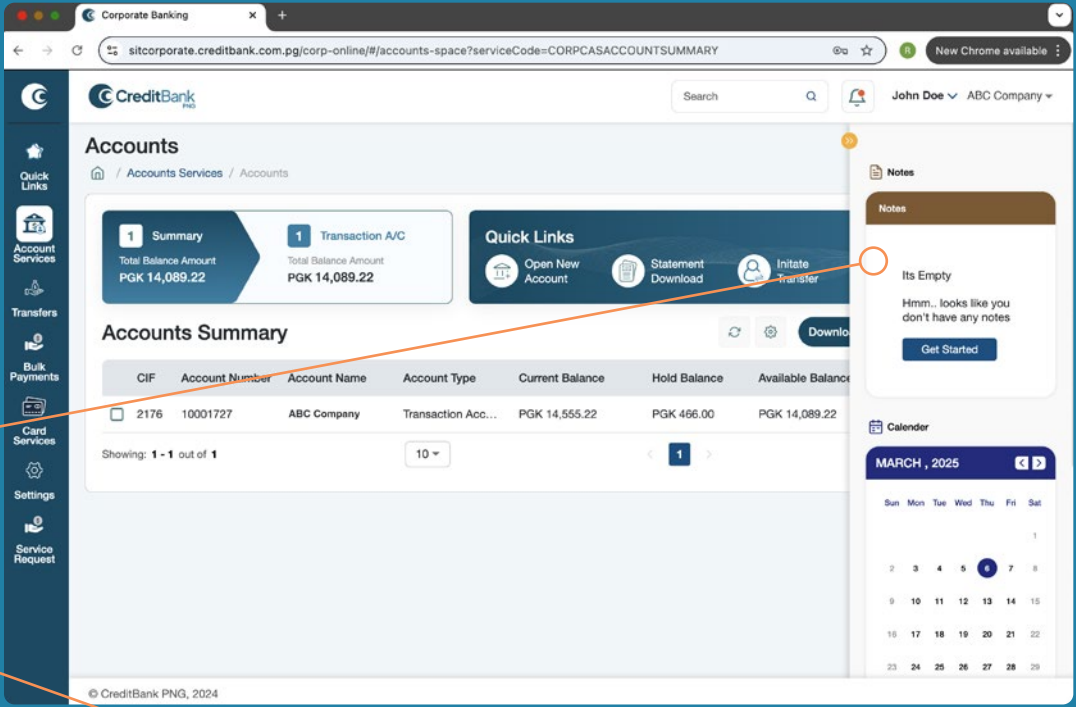 Corporate Banking
sitcorporate.creditbank.com.pg/corp-online/#/accounts-space?serviceCode=CORPCASACCOUNTSUMMARY
R
New Chrome available
CreditBank
PNG
Search
John Doe
ABC Company
Quick
Links
Account
Services
Transfers
Bulk
Payments
Card
Services
Settings
Service
Request
Accounts
/ Accounts Services / Accounts
1 Summary
Total Balance Amount
PGK 14,089.22
1 Transaction A/C
Total Balance Amount
PGK 14,089.22
Quick Links
Open New
Account
Statement
Download
Initate
Transfer
Accounts Summary
Downlo
CIF Account Number Account Name Account Type Current Balance Hold Balance Available Balance
2176 10001727 ABC Company Transaction Acc... PGK 14,555.22 PGK 466.00 PGK 14,089.22
Showing: 1 - 1 out of 1
10
1
Notes
Notes
Its Empty
Hmm.. looks like you
don't have any notes
Get Started
Calender
MARCH , 2025
Sun Mon Tue Wed Thu Fri Sat
1
2 3 4 5 6 7 8
9 10 11 12 13 14 15
16 17 18 19 20 21 22
23 24 25 26 27 28 29
© CreditBank PNG, 2024